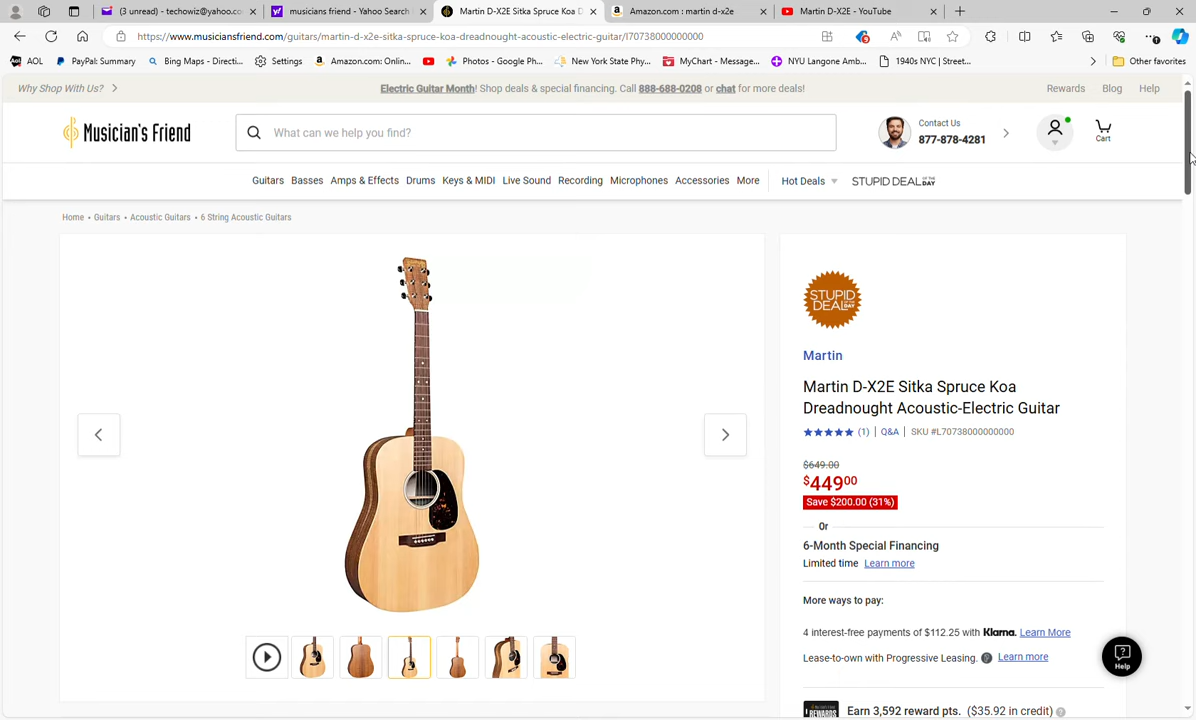 (3 unread) - techowiz@yahoo.co
musicians friend - Yahoo Search
Martin D-X2E Sitka Spruce Koa D
Amazon.com : martin d-x2e
Martin D-X2E - YouTube
https://www.musiciansfriend.com/guitars/martin-d-x2e-sitka-spruce-koa-dreadnought-acoustic-electric-guitar/l70738000000000
AOL
PayPal: Summary
Bing Maps - Directi...
Settings
Amazon.com: Onlin...
Photos - Google Ph...
New York State Phy...
MyChart - Message...
NYU Langone Amb...
1940s NYC | Street...
Other favorites
Why Shop With Us?
Electric Guitar Month! Shop deals & special financing. Call 888-688-0208 or chat for more deals!
Rewards
Blog
Help
Musician's Friend
What can we help you find?
Contact Us
877-878-4281
Cart
Guitars
Basses
Amps & Effects
Drums
Keys & MIDI
Live Sound
Recording
Microphones
Accessories
More
Hot Deals
STUPID DEAL OF THE DAY
Home • Guitars • Acoustic Guitars • 6 String Acoustic Guitars
STUPID
DEAL OF THE DAY
Martin
Martin D-X2E Sitka Spruce Koa
Dreadnought Acoustic-Electric Guitar
(1) | Q&A | SKU #L70738000000000
$649.00
$449.00
Save $200.00 (31%)
Or
6-Month Special Financing
Limited time Learn more
More ways to pay:
4 interest-free payments of $112.25 with Klarna. Learn More
Lease-to-own with Progressive Leasing. Learn more
Help
REWARDS
Earn 3,592 reward pts. ($35.92 in credit)